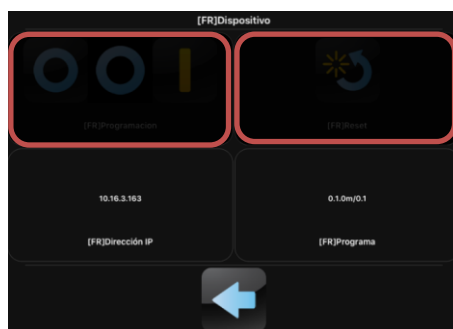 [FR]Dispositivo
[FR]Programacion
[FR]Reset
10.16.3.163
0.1.0m/0.1
[FR]Dirección IP
[FR]Programa